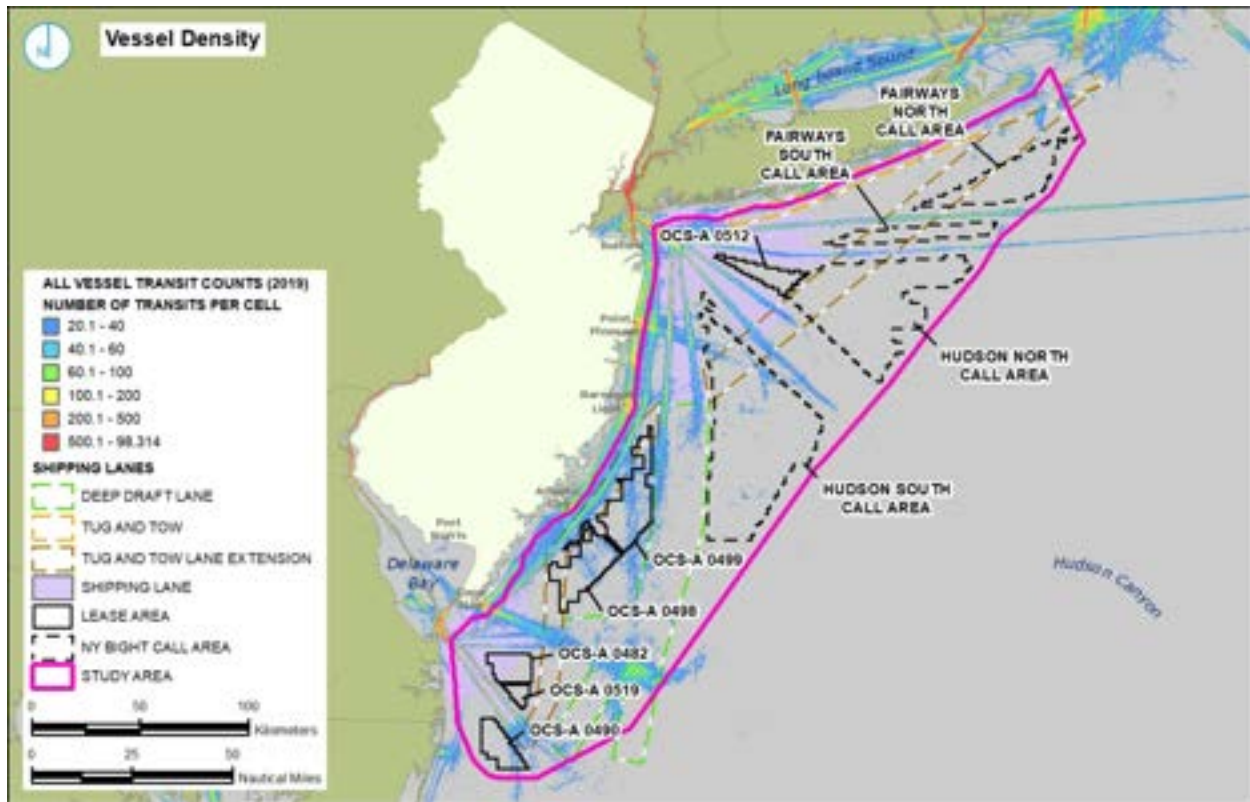 Vessel Density
Long Island Sound
FAIRWAYS
NORTH
CALL AREA
FAIRWAYS
SOUTH
CALL AREA
OCS-A 0512
HUDSON NORTH
CALL AREA
HUDSON SOUTH
CALL AREA
OCS-A 0499
OCS-A 0498
OCS-A 0482
OCS-A 0519
OCS-A 0490
Delaware
Bay
Hudson Canyon
ALL VESSEL TRANSIT COUNTS (2019)
NUMBER OF TRANSITS PER CELL
20.1 - 40
40.1 - 60
60.1 - 100
100.1 - 200
200.1 - 500
500.1 - 98,314
SHIPPING LANES
DEEP DRAFT LANE
TUG AND TOW
TUG AND TOW LANE EXTENSION
SHIPPING LANE
LEASE AREA
NY BIGHT CALL AREA
STUDY AREA
0 50 100
Kilometers
0 25 50
Nautical Miles